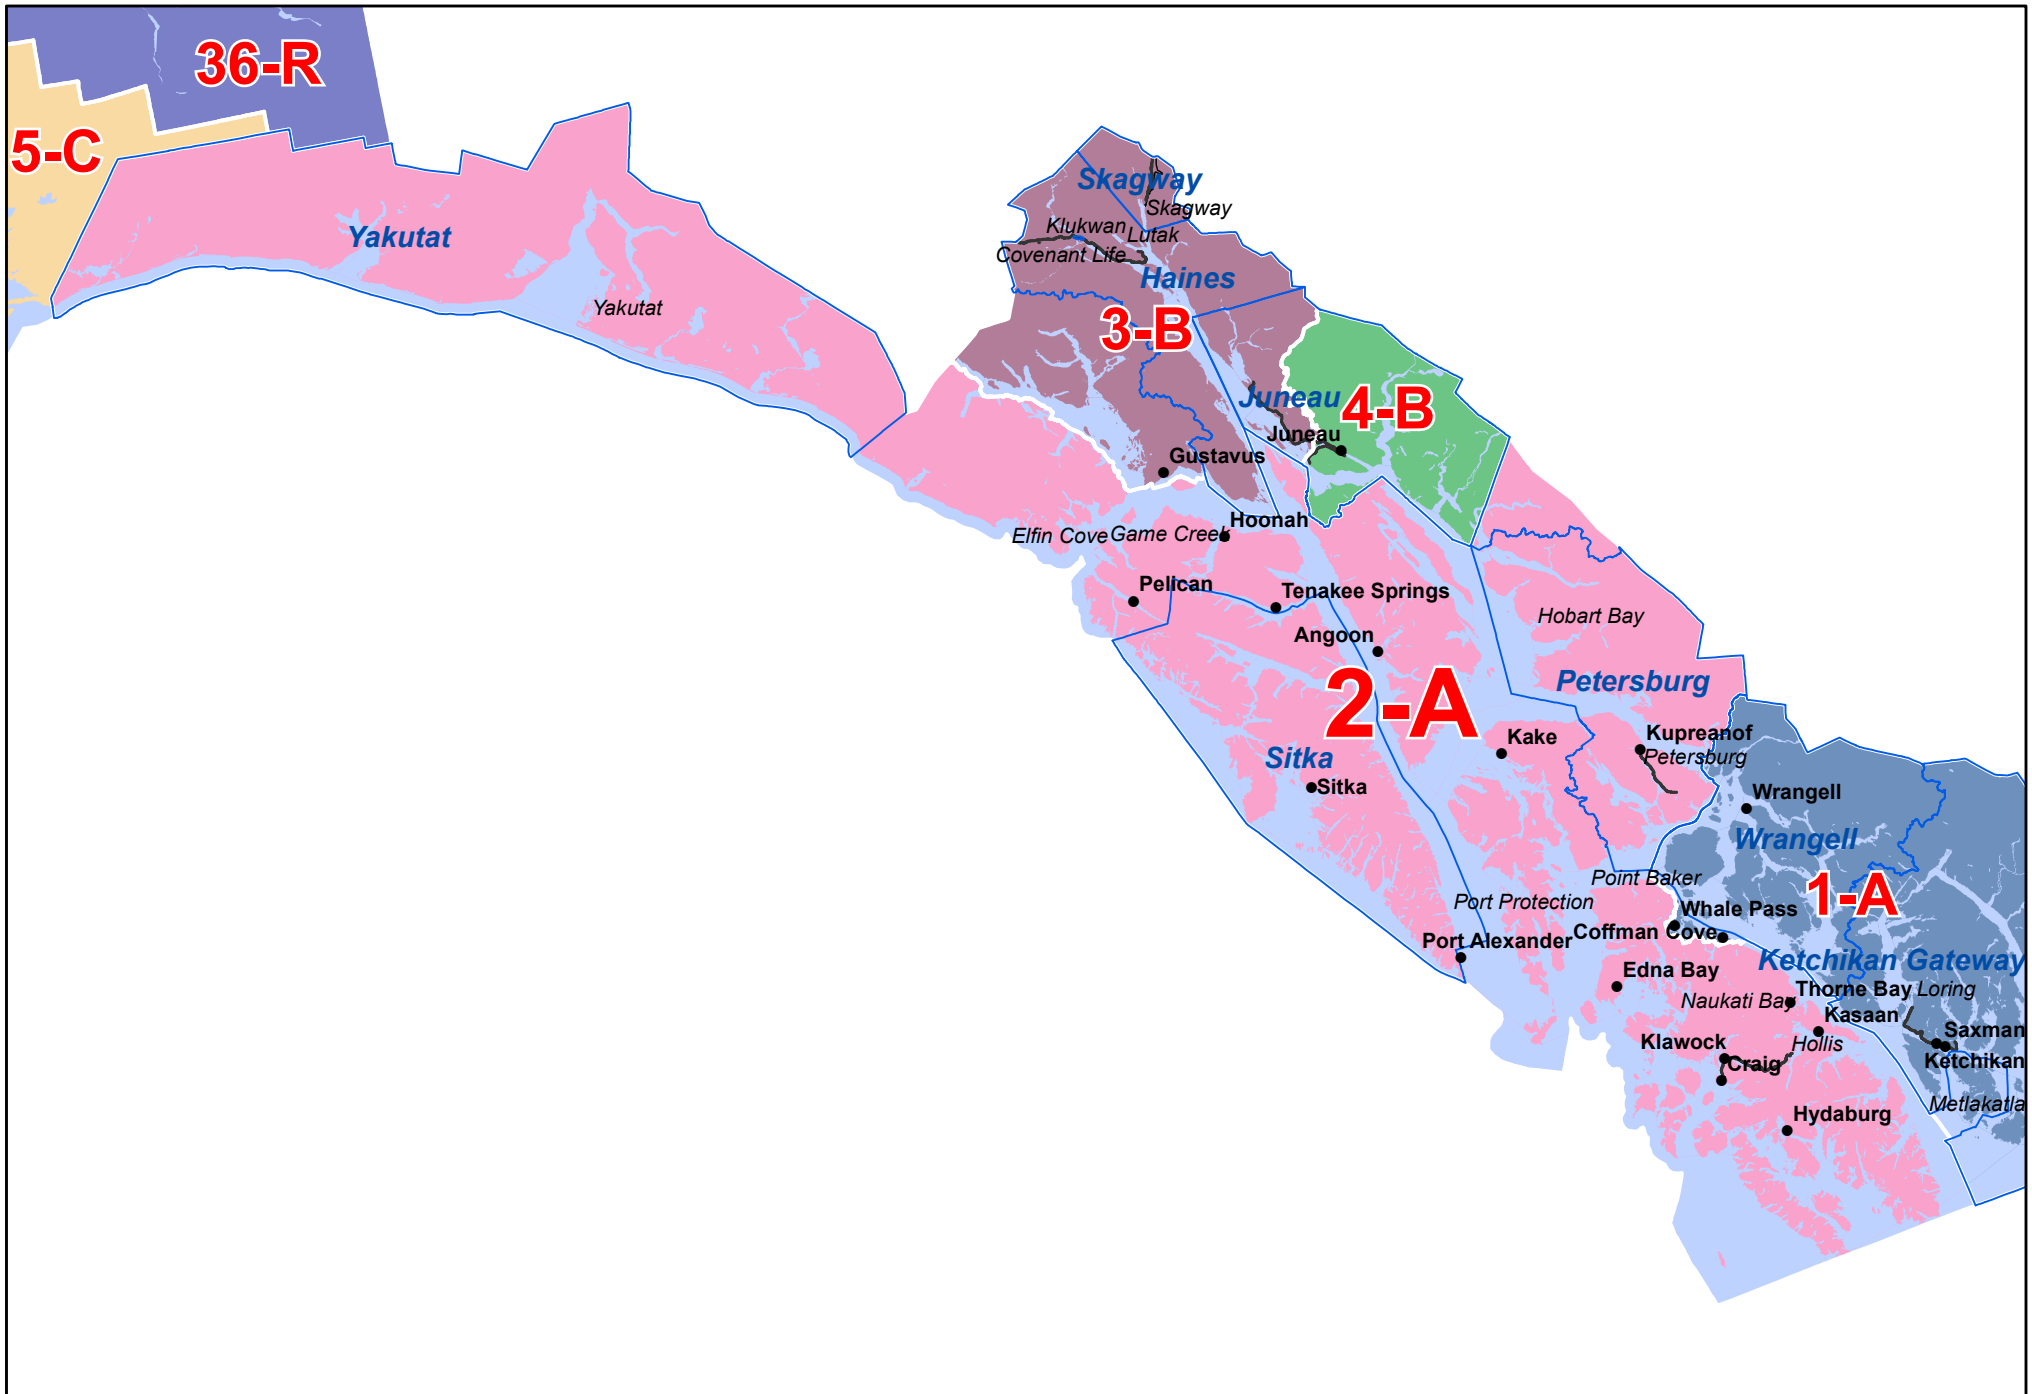 36-R
5-C
Skagway
Skagway
Klukwan
Lutak
Yakutat
Covenant Life
Haines
Yakutat
3-B
Juneau
4-B
Juneau
Gustavus
Hoonah
Elfin Cove
Game Creek
Pelican
Tenakee Springs
Hobart Bay
Angoon
Petersburg
2-A
Kupreanof
Kake
Petersburg
Sitka
Sitka
Wrangell
Wrangell
Point Baker
1-A
Port Protection
Whale Pass
Coffman Cove
Port Alexander
Ketchikan Gateway
Edna Bay
Thorne Bay
Loring
Naukati Bay
Kasaan
Saxman
Klawock
Hollis
Craig
Ketchikan
Metlakatla
Hydaburg